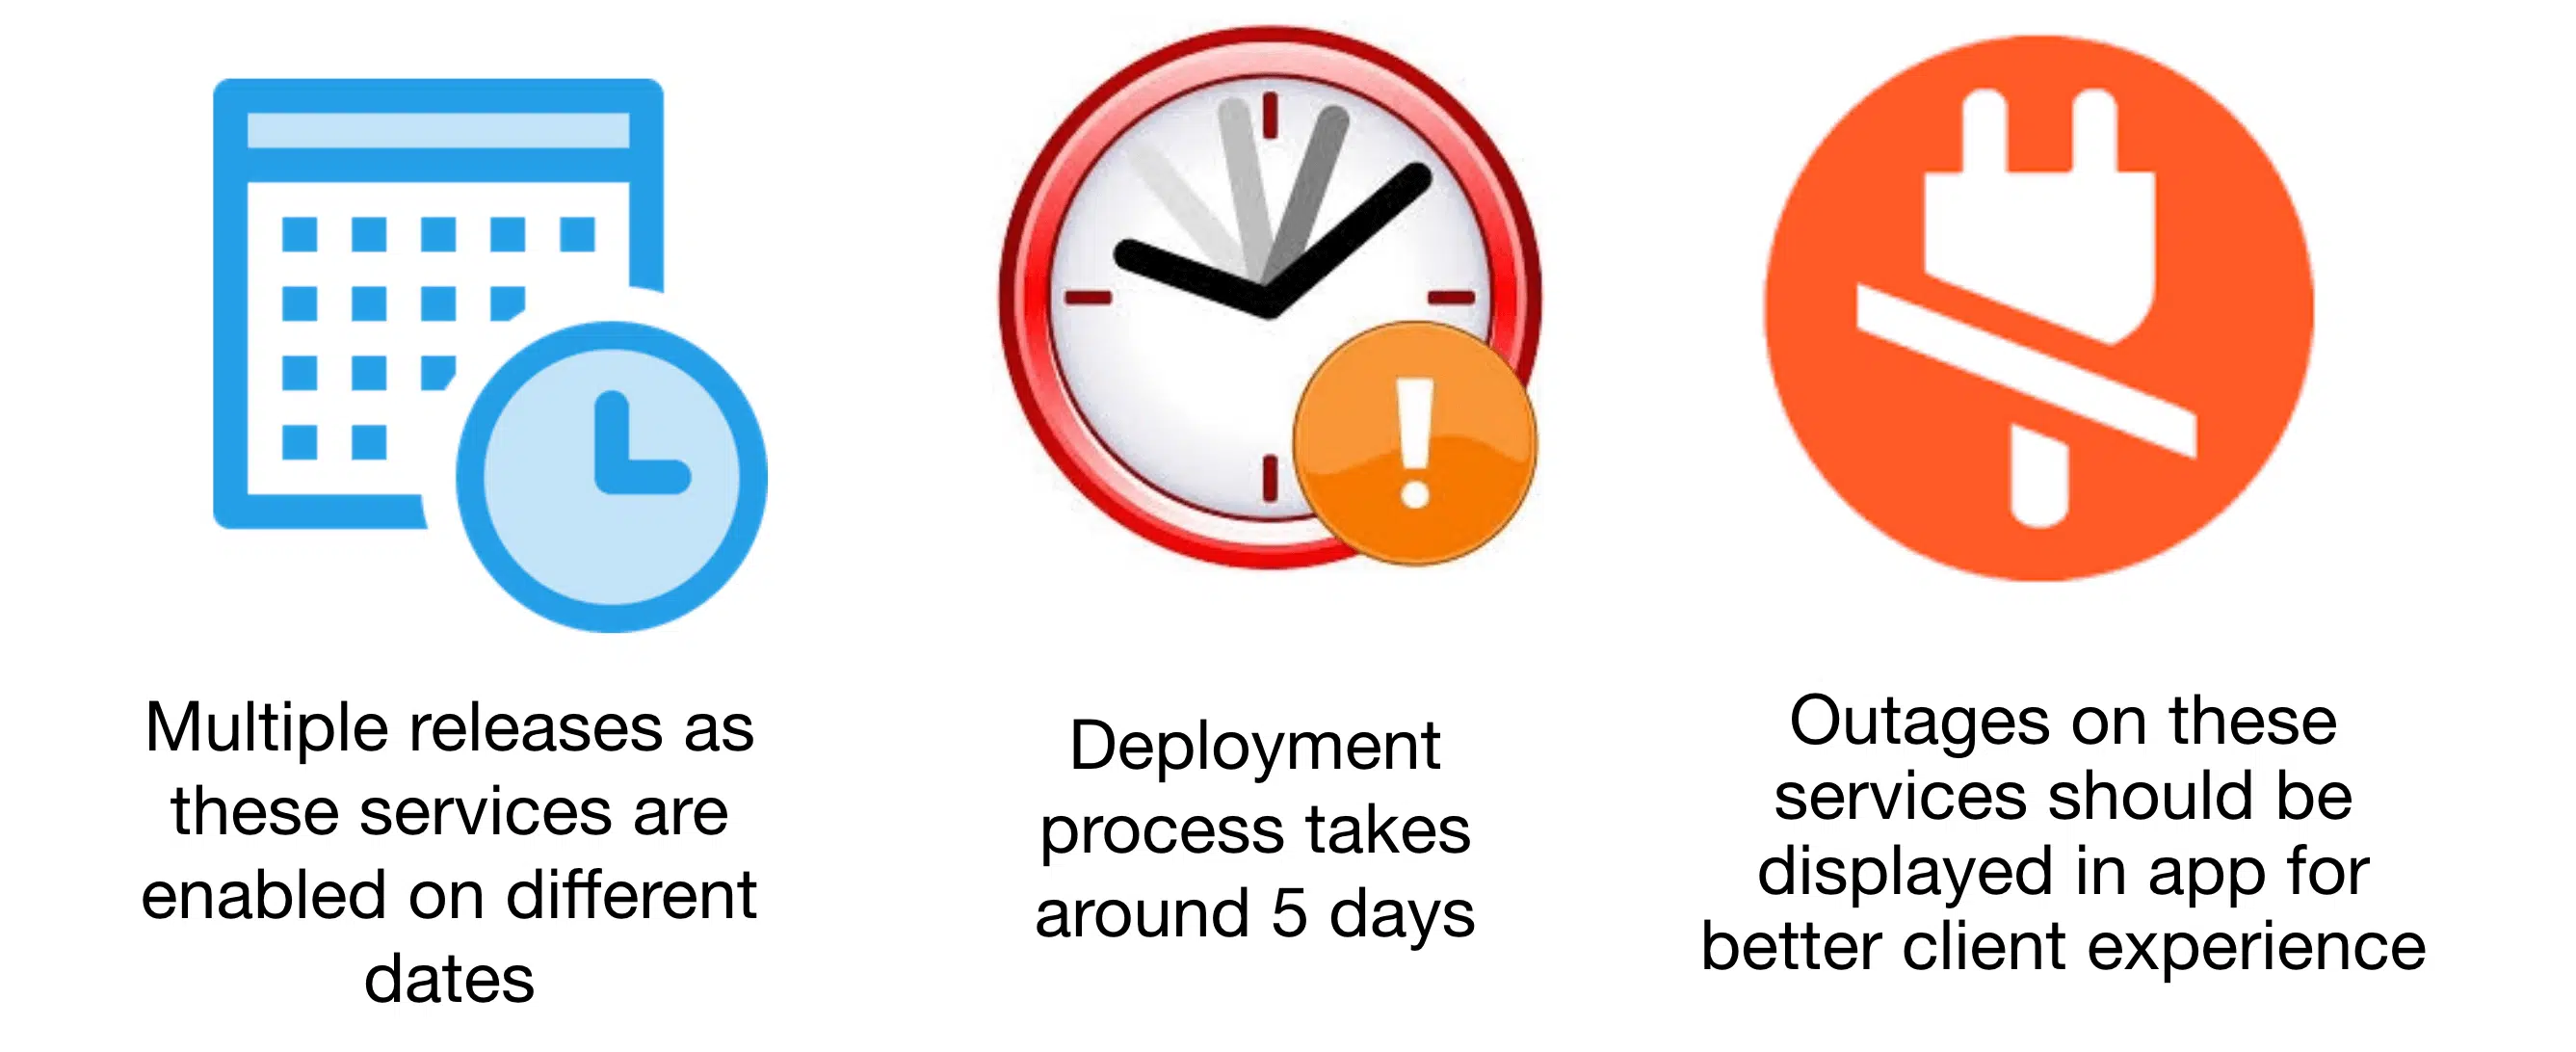 Multiple releases as
these services are
enabled on different
dates
Deployment
process takes
around 5 days
Outages on these
services should be
displayed in app for
better client experience